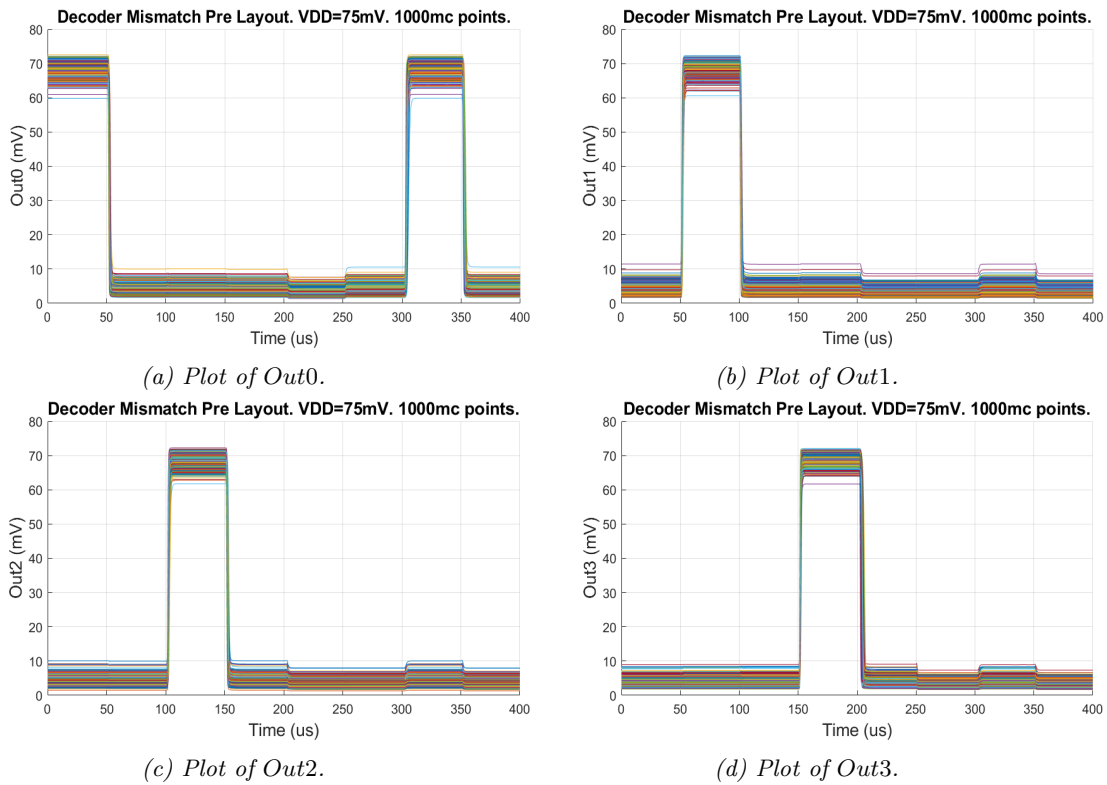 Decoder Mismatch Pre Layout. VDD=75mV. 1000mc points.
80
70
60
50
40
30
20
10
0
Out0 (mV)
0 50 100 150 200 250 300 350 400
Time (us)
(a) Plot of Out0.
Decoder Mismatch Pre Layout. VDD=75mV. 1000mc points.
80
70
60
50
40
30
20
10
0
Out1 (mV)
0 50 100 150 200 250 300 350 400
Time (us)
(b) Plot of Out1.
Decoder Mismatch Pre Layout. VDD=75mV. 1000mc points.
80
70
60
50
40
30
20
10
0
Out2 (mV)
0 50 100 150 200 250 300 350 400
Time (us)
(c) Plot of Out2.
Decoder Mismatch Pre Layout. VDD=75mV. 1000mc points.
80
70
60
50
40
30
20
10
0
Out3 (mV)
0 50 100 150 200 250 300 350 400
Time (us)
(d) Plot of Out3.